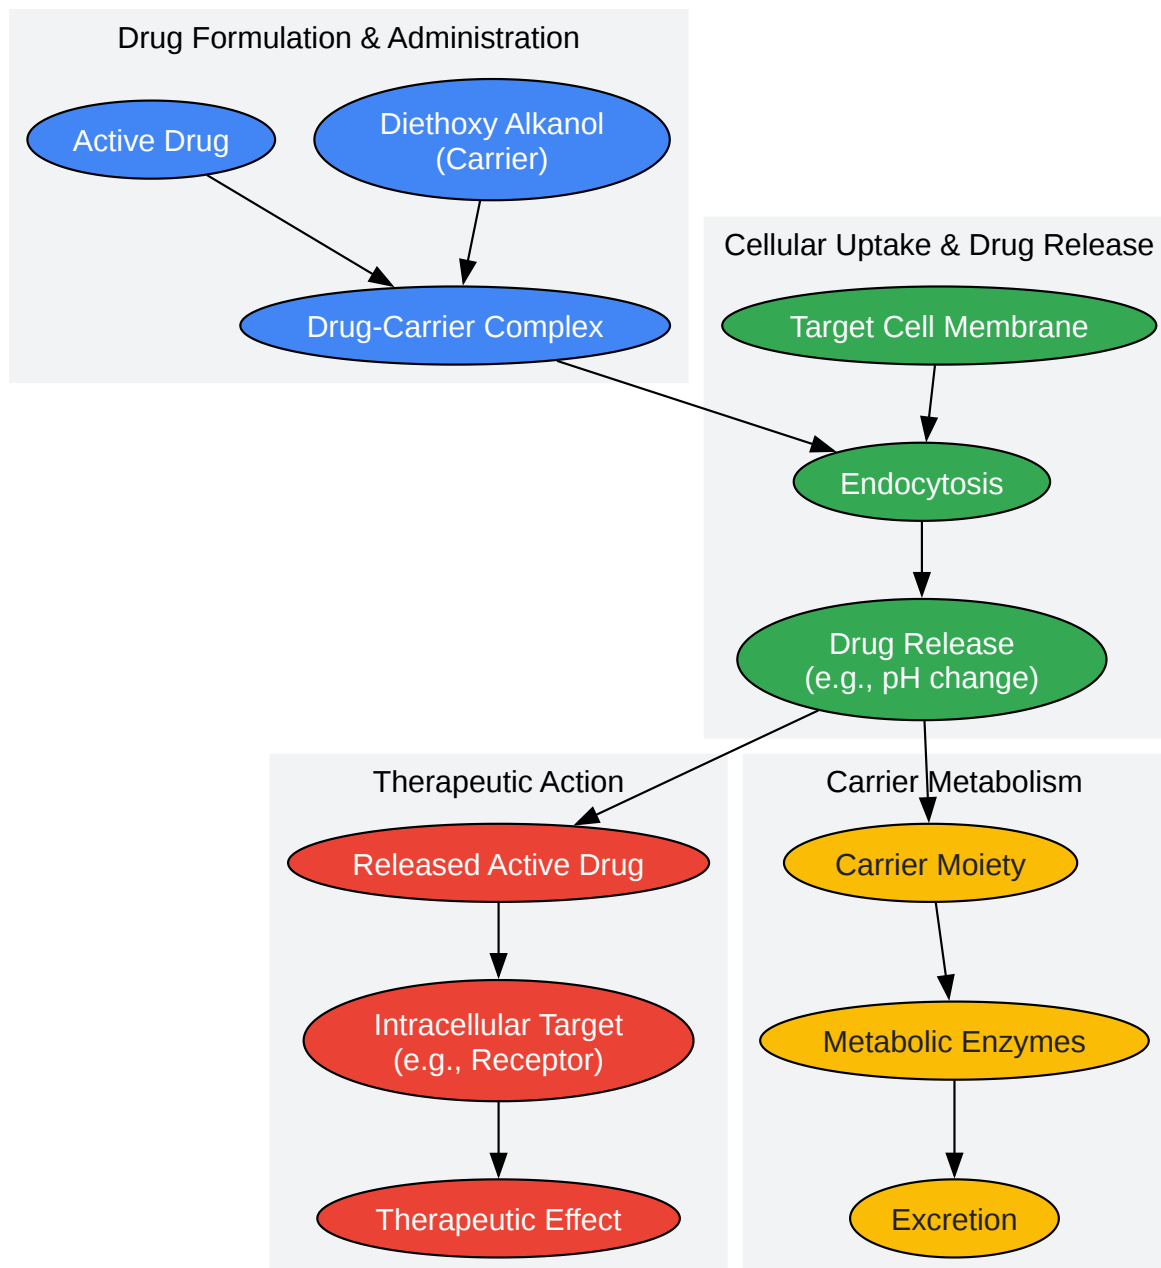 Drug Formulation & Administration
Active Drug
Diethoxy Alkanol
(Carrier)
Drug-Carrier Complex
Cellular Uptake & Drug Release
Target Cell Membrane
Endocytosis
Drug Release
(e.g., pH change)
Therapeutic Action
Released Active Drug
Intracellular Target
(e.g., Receptor)
Therapeutic Effect
Carrier Metabolism
Carrier Moiety
Metabolic Enzymes
Excretion